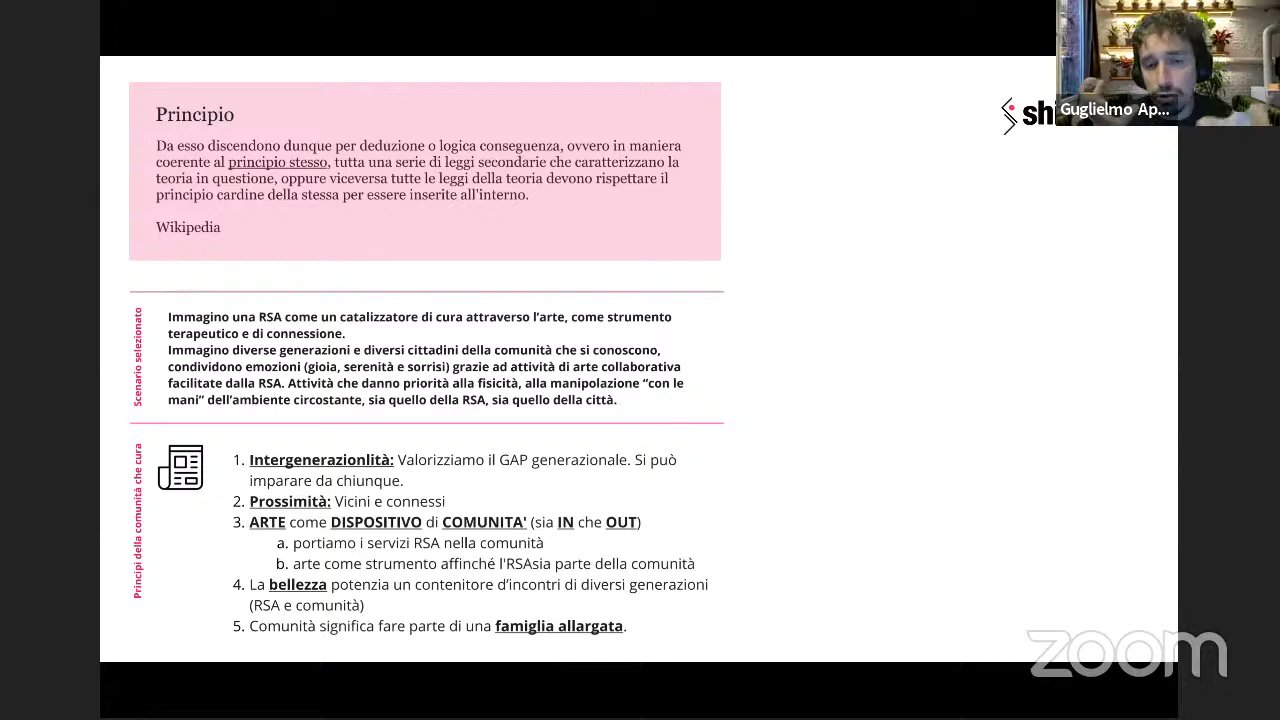 Principio
Da esso discendono dunque per deduzione o logica conseguenza, ovvero in maniera
coerente al principio stesso, tutta una serie di leggi secondarie che caratterizzano la
teoria in questione, oppure viceversa tutte le leggi della teoria devono rispettare il
principio cardine della stessa per essere inserite all'interno.
Wikipedia
sh
Guglielmo Ap...
Scenario selezionato
Immagino una RSA come un catalizzatore di cura attraverso l'arte, come strumento
terapeutico e di connessione.
Immagino diverse generazioni e diversi cittadini della comunità che si conoscono,
condividono emozioni (gioia, serenità e sorrisi) grazie ad attività di arte collaborativa
facilitate dalla RSA. Attività che danno priorità alla fisicità, alla manipolazione "con le
mani" dell'ambiente circostante, sia quello della RSA, sia quello della città.
Principi della comunità che cura
1. Intergenerazionlità: Valorizziamo il GAP generazionale. Si può
imparare da chiunque.
2. Prossimità: Vicini e connessi
3. ARTE come DISPOSITIVO di COMUNITA' (sia IN che OUT)
a. portiamo i servizi RSA nella comunità
b. arte come strumento affinché l'RSAsia parte della comunità
4. La bellezza potenzia un contenitore d'incontri di diversi generazioni
(RSA e comunità)
5. Comunità significa fare parte di una famiglia allargata.
zoom